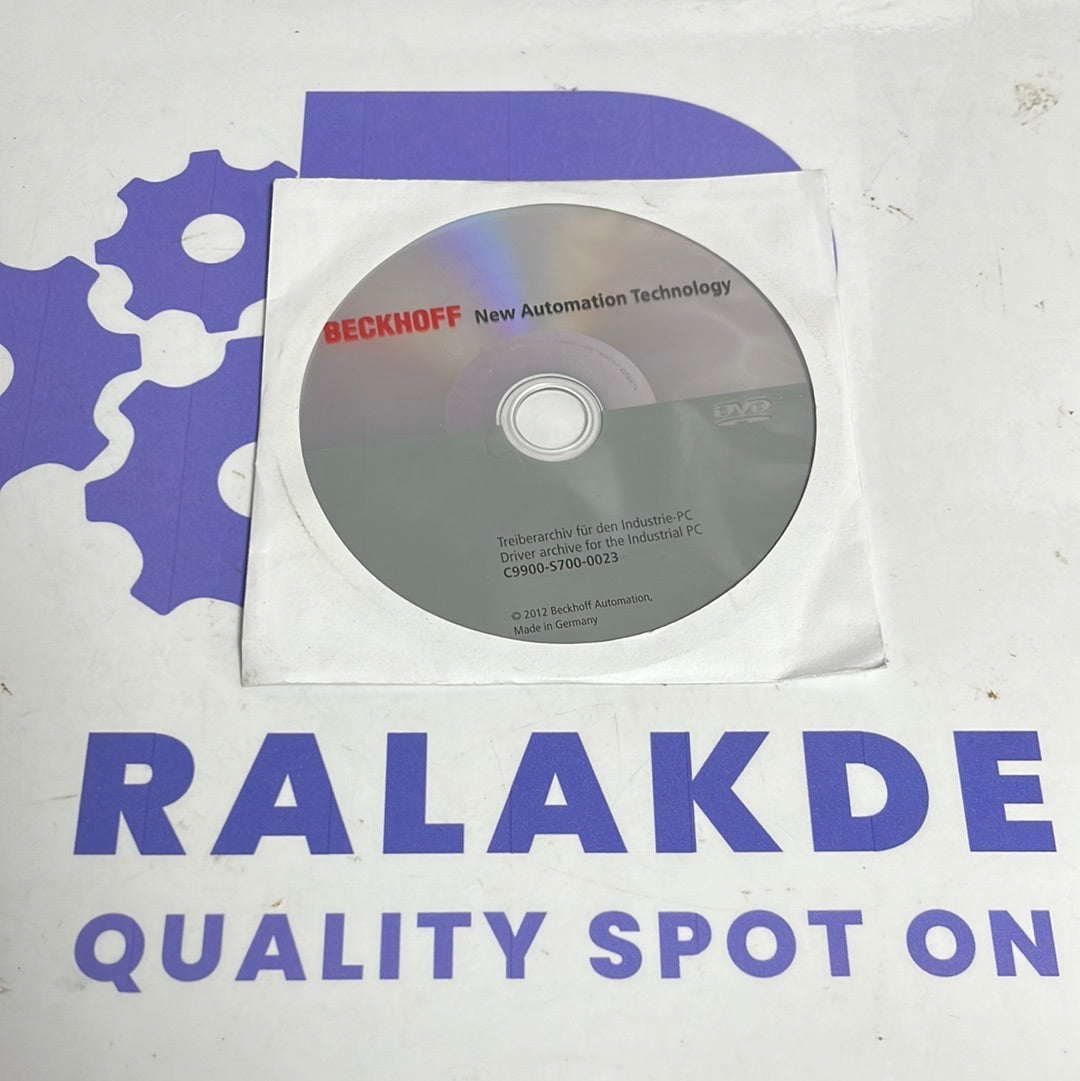 BECKHOFF New Automation Technology
DVD
Treiberarchiv für den Industrie-PC
Driver archive for the Industrial PC
C9900-S700-0023
© 2012 Beckhoff Automation,
Made in Germany
RALAKDE
QUALITY SPOT ON